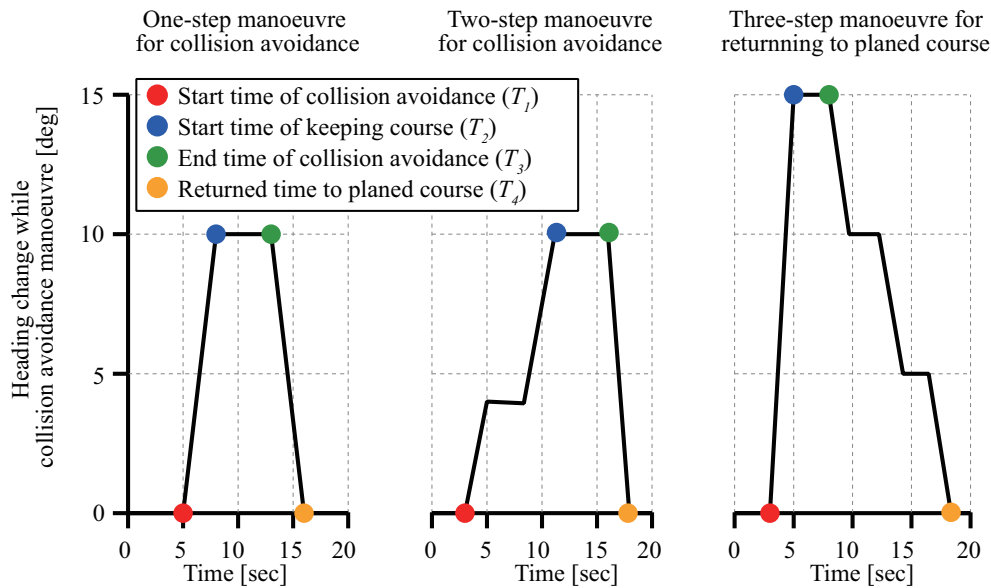 One-step manoeuvre
for collision avoidance
Two-step manoeuvre
for collision avoidance
Three-step manoeuvre for
returnning to planed course
Start time of collision avoidance (T1)
Start time of keeping course (T2)
End time of collision avoidance (T3)
Returned time to planed course (T4)
Heading change while
collision avoidance manoeuvre [deg]
15
10
5
0
0 5 10 15 20
Time [sec]
0 5 10 15 20
Time [sec]
0 5 10 15 20
Time [sec]